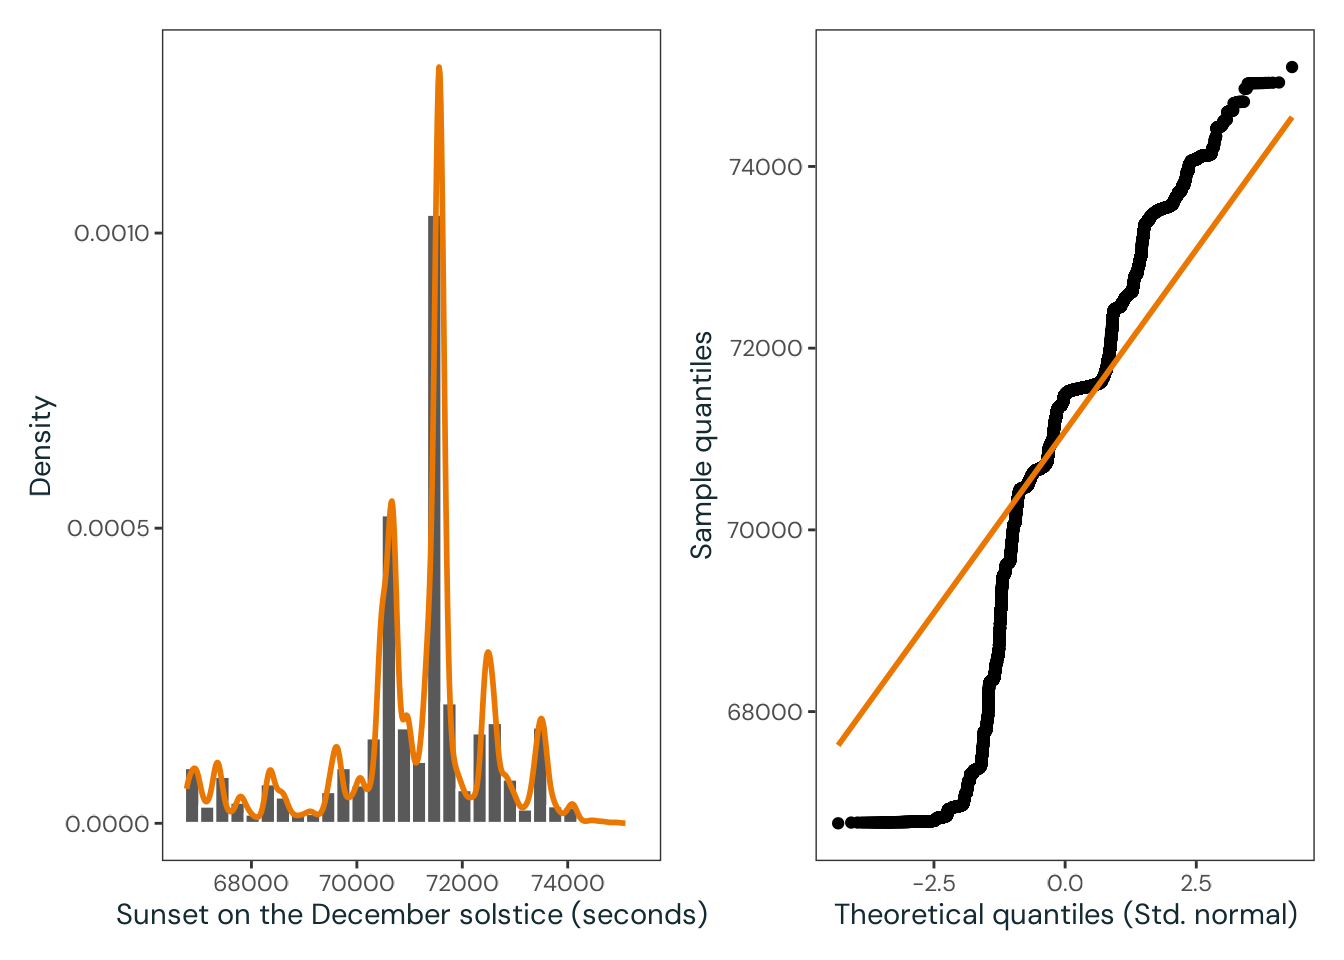 Density
0.0010
0.0005
0.0000
68000 70000 72000 74000
Sunset on the December solstice (seconds)
Sample quantiles
74000
72000
70000
68000
-2.5 0.0 2.5
Theoretical quantiles (Std. normal)